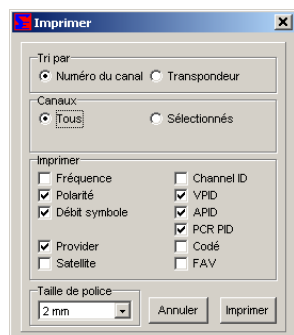 Imprimer
Tri par
Numéro du canal Transpondeur
Canaux
Tous Sélectionnés
Imprimer
Fréquence Channel ID
Polarité VPID
Débit symbole APID
PCR PID
Provider Codé
Satellite FAV
Taille de police
2 mm Annuler Imprimer